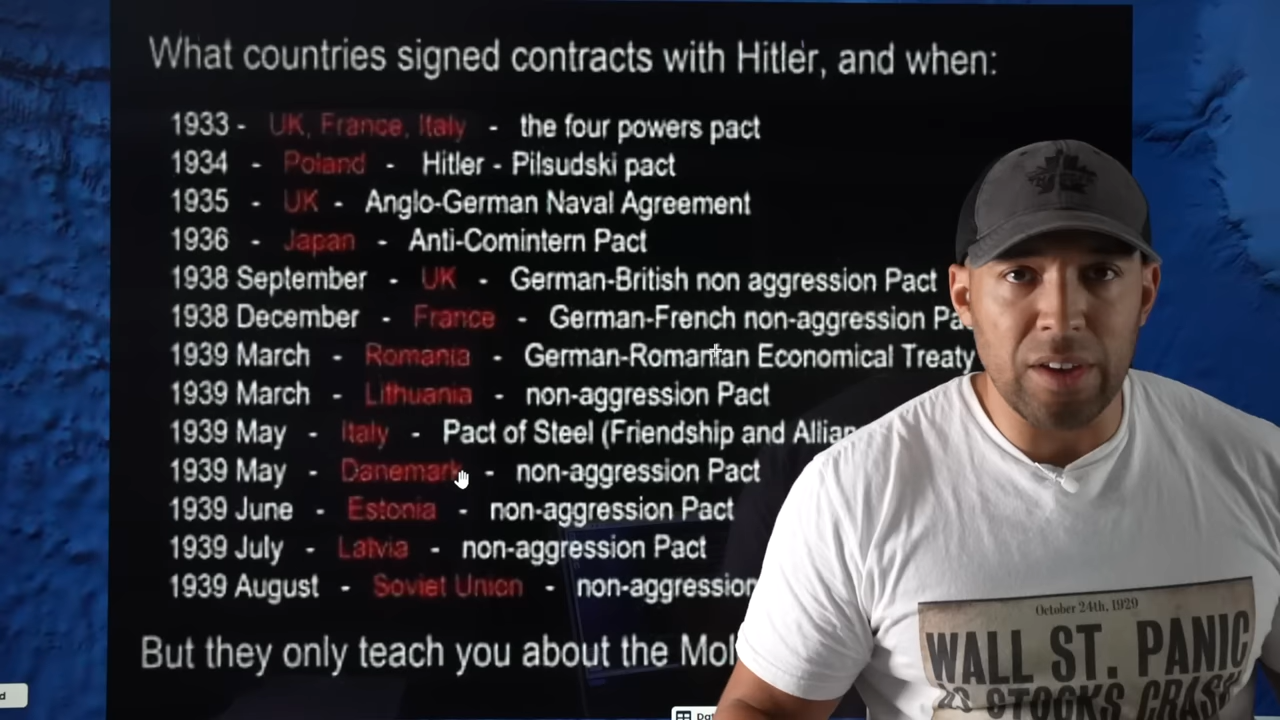 What countries signed contracts with Hitler, and when:
1933 - UK, France, Italy - the four powers pact
1934 - Poland - Hitler - Pilsudski pact
1935 - UK - Anglo-German Naval Agreement
1936 - Japan - Anti-Comintern Pact
1938 September - UK - German-British non aggression Pact
1938 December - France - German-French non-aggression
1939 March - Romania - German-Romanian Economical Treaty
1939 March - Lithuania - non-aggression Pact
1939 May - Italy - Pact of Steel (Friendship and
1939 May - Danemark - non-aggression Pact
1939 June - Estonia - non-aggression Pact
1939 July - Latvia - non-aggression Pact
1939 August - Soviet Union - non-aggression
But they only teach you about the
October 24th, 1929
WALL ST. PANIC
AS STOCKS CRASH